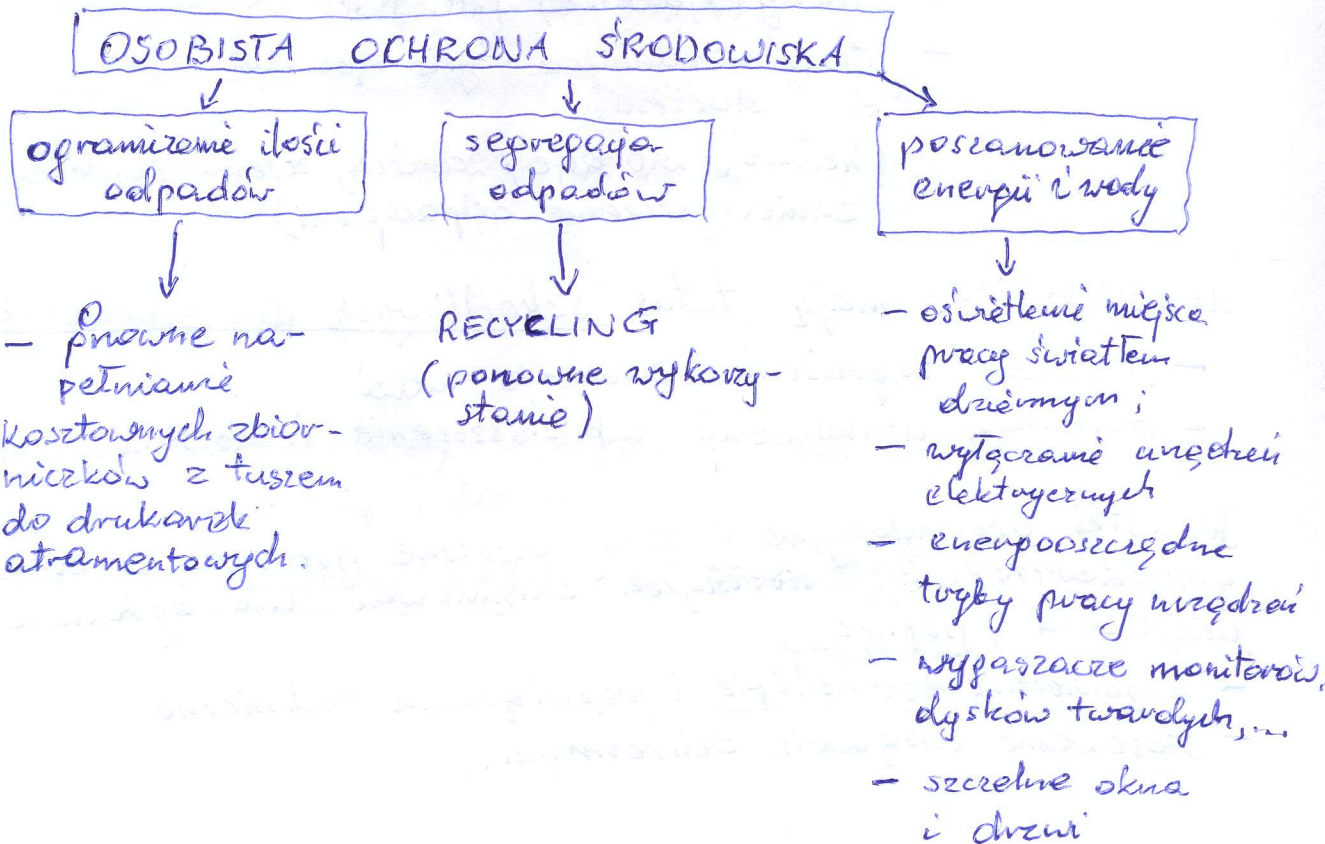 OSOBISTA OCHRONA ŚRODOWISKA
ograniczenie ilości
odpadów
– ponowne na-
pełnianie
kosztownych zbior-
niczków z tuszem
do drukarek
atramentowych.
segregacja
odpadów
RECYCLING
(ponowne wykorzy-
stanie)
poszanowanie
energii i wody
– oświetlenie miejsca
pracy światłem
dziennym;
– wyłączanie urządzeń
elektrycznych
– energooszczędne
tryby pracy urządzeń
– wygaszacze monitorów,
dysków twardych,...
– szczelne okna
i drzwi